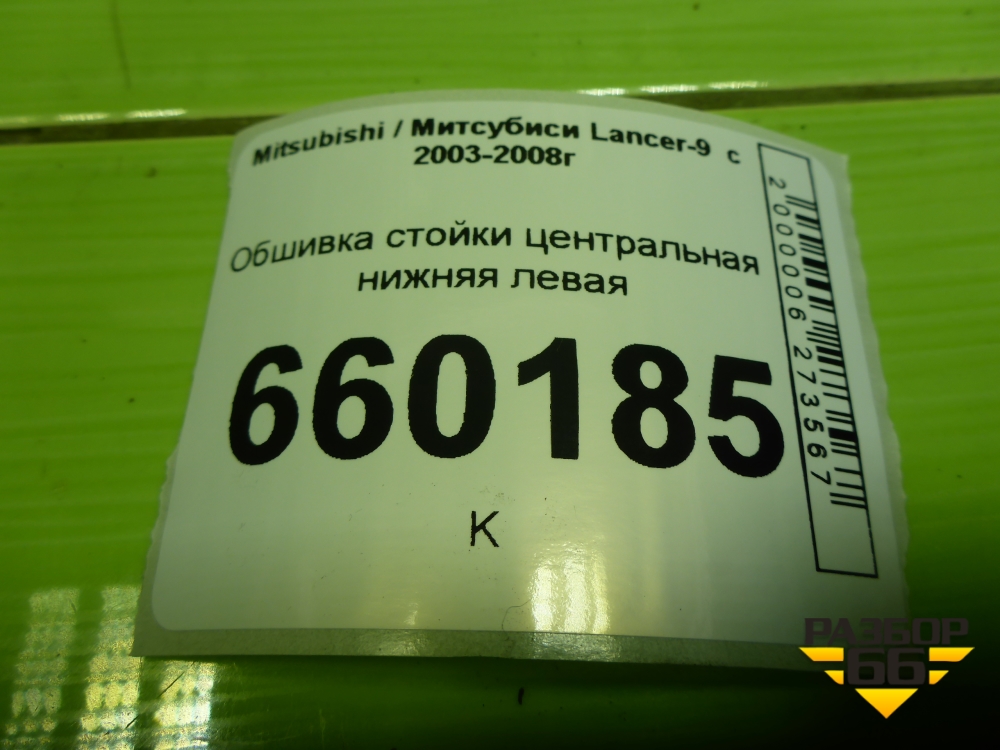 Mitsubishi / Митсубиси Lancer-9 с
2003-2008г
Обшивка стойки центральная
нижняя левая
660185
К
2000006273567
РАЗБОР
66